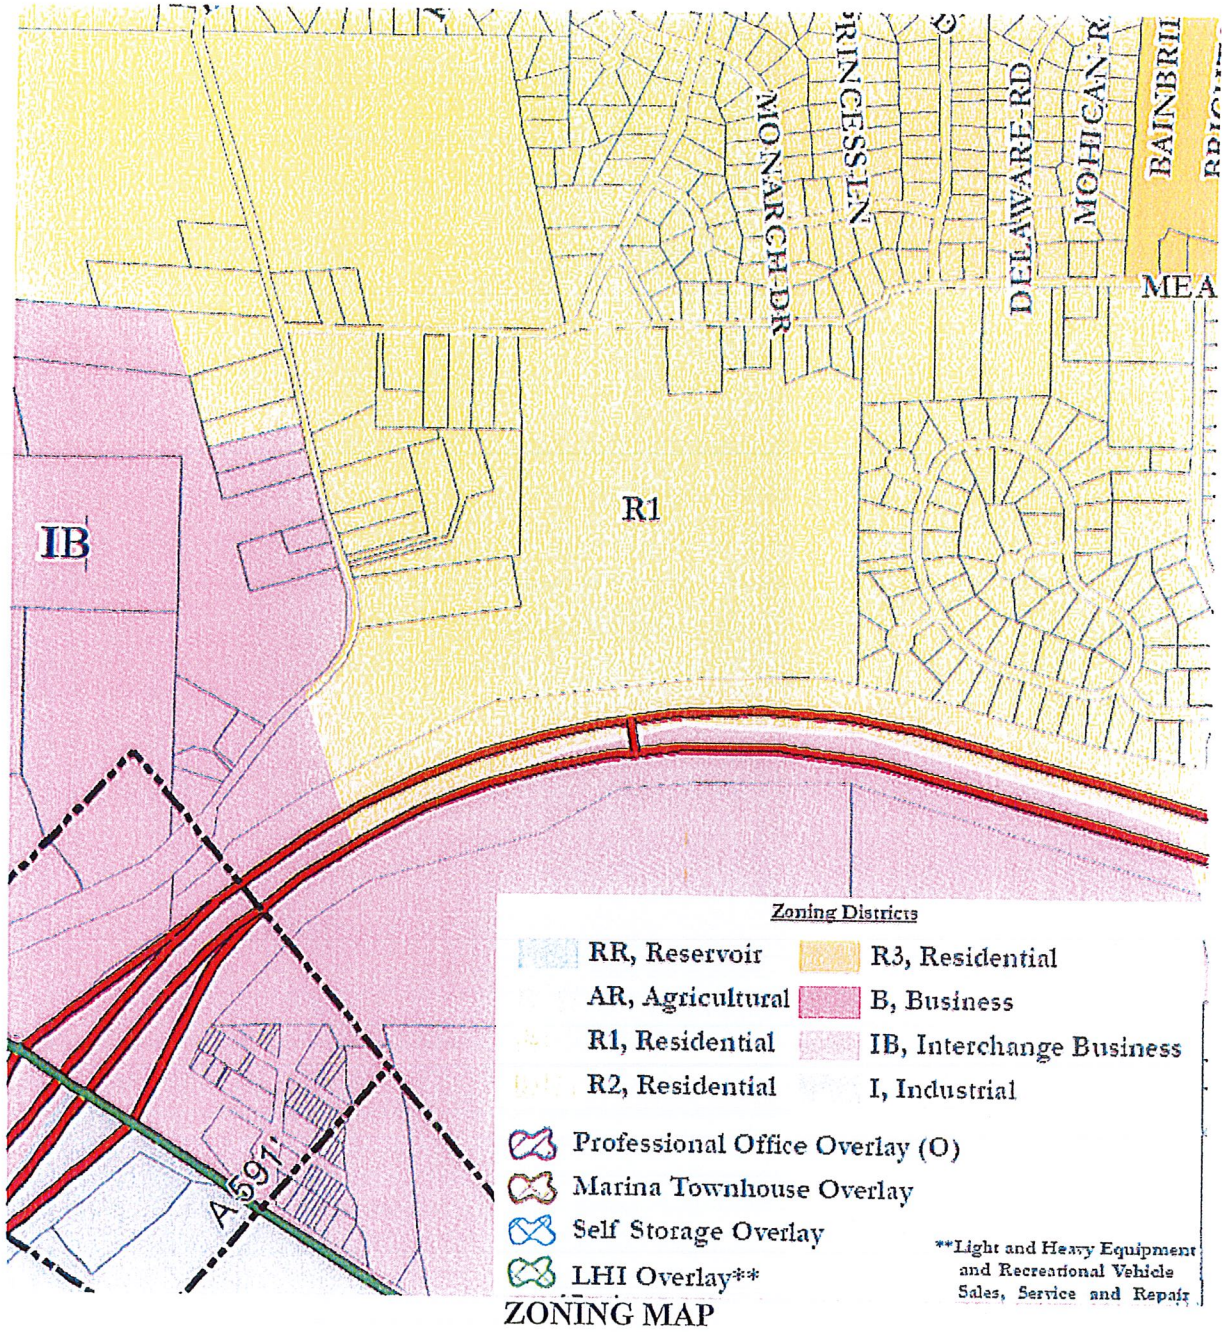 PRINCESS LN
MONARCH DR
DELAWARE RD
MOHICAN R
BAINBRI
MEA
R1
IB
A 591'
Zoning Districts
RR, Reservoir
AR, Agricultural
R1, Residential
R2, Residential
R3, Residential
B, Business
IB, Interchange Business
I, Industrial
Professional Office Overlay (O)
Marina Townhouse Overlay
Self Storage Overlay
LHI Overlay**
**Light and Heavy Equipment
and Recreational Vehicle
Sales, Service and Repair
ZONING MAP